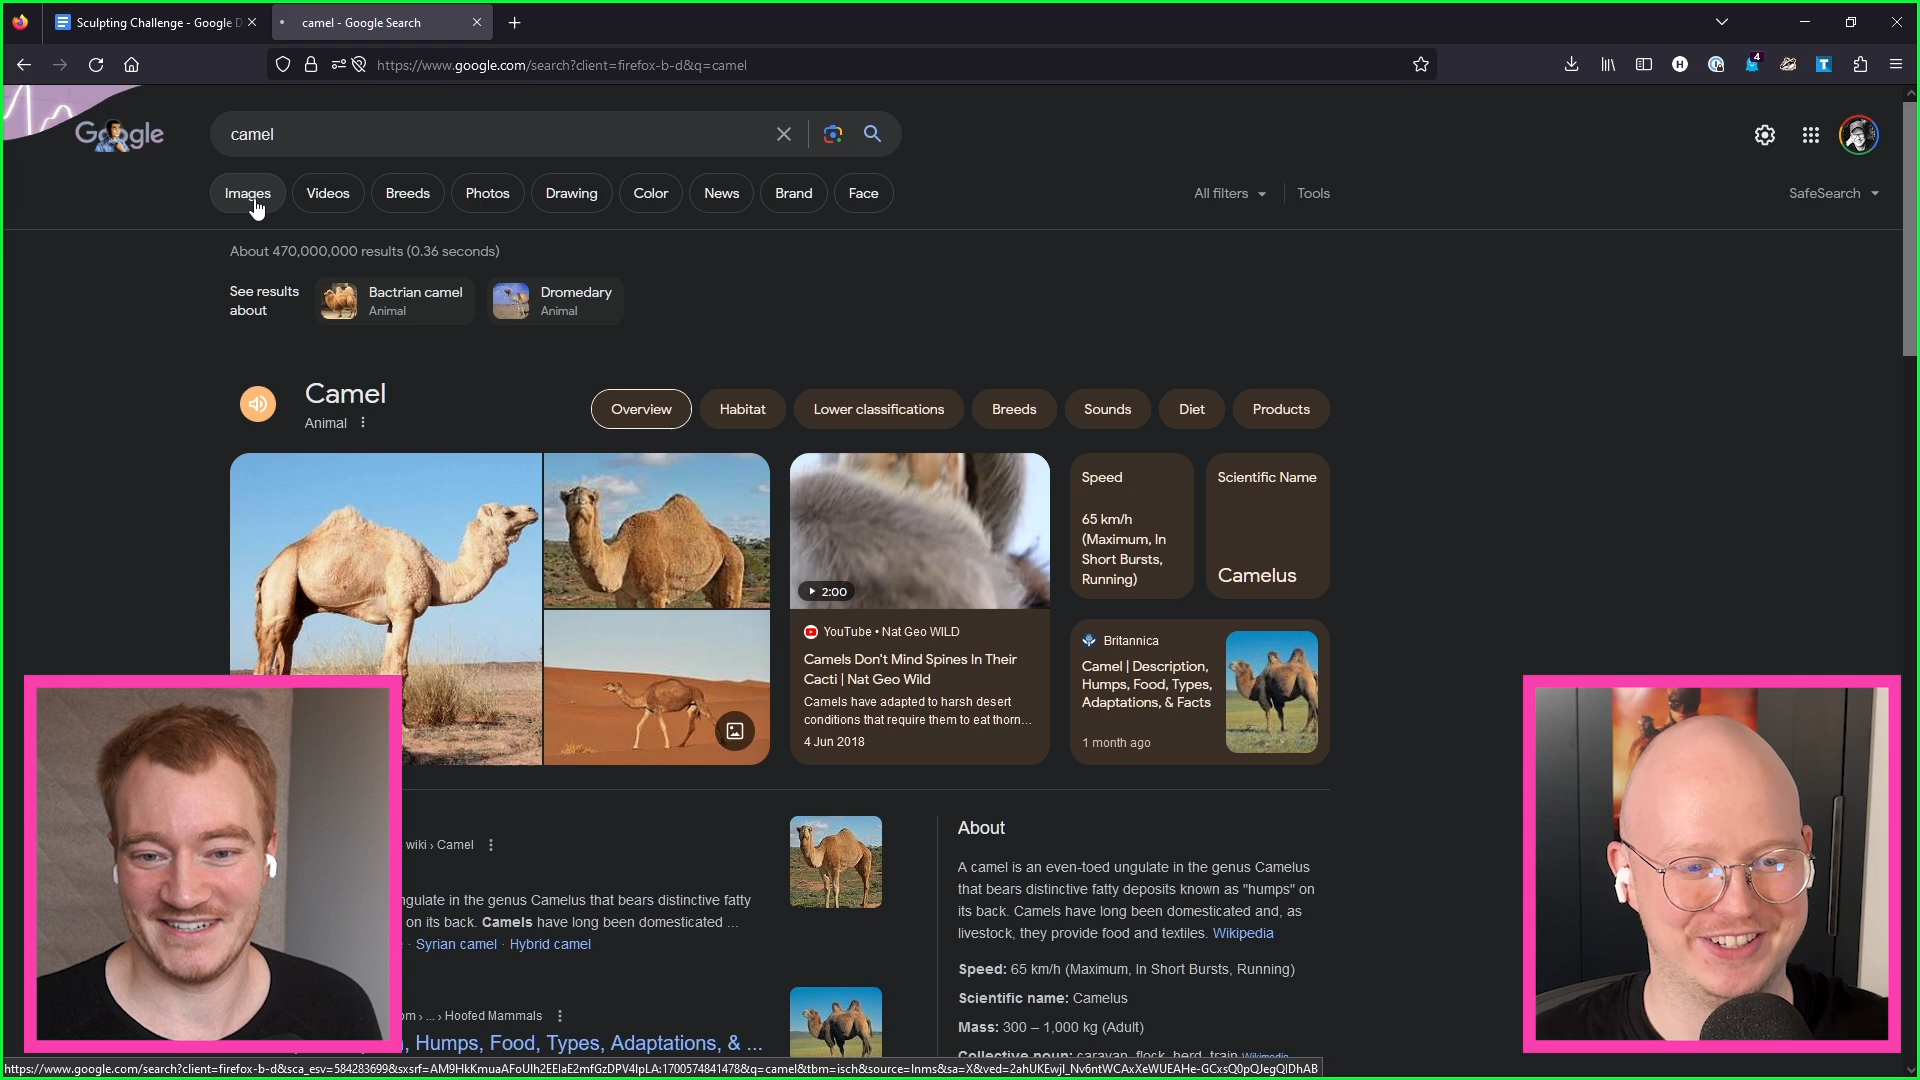 Sculpting Challenge - Google D
camel - Google Search
https://www.google.com/search?client=firefox-b-d&q=camel
4
Google
camel
Images
Videos
Breeds
Photos
Drawing
Color
News
Brand
Face
All filters
Tools
SafeSearch
About 470,000,000 results (0.36 seconds)
See results
about
Bactrian camel
Animal
Dromedary
Animal
Camel
Animal
Overview
Habitat
Lower classifications
Breeds
Sounds
Diet
Products
2:00
YouTube • Nat Geo WILD
Camels Don't Mind Spines In Their
Cacti | Nat Geo Wild
Camels have adapted to harsh desert
conditions that require them to eat thorn...
4 Jun 2018
Speed
65 km/h
(Maximum, In
Short Bursts,
Running)
Scientific Name
Camelus
Britannica
Camel | Description,
Humps, Food, Types,
Adaptations, & Facts
1 month ago
wiki › Camel
ngulate in the genus Camelus that bears distinctive fatty
on its back. Camels have long been domesticated ...
· Syrian camel · Hybrid camel
om › ... › Hoofed Mammals
, Humps, Food, Types, Adaptations, & ...
About
A camel is an even-toed ungulate in the genus Camelus
that bears distinctive fatty deposits known as "humps" on
its back. Camels have long been domesticated and, as
livestock, they provide food and textiles. Wikipedia
Speed: 65 km/h (Maximum, In Short Bursts, Running)
Scientific name: Camelus
Mass: 300 – 1,000 kg (Adult)
Collective noun: caravan, flock, herd, train Wikipedia